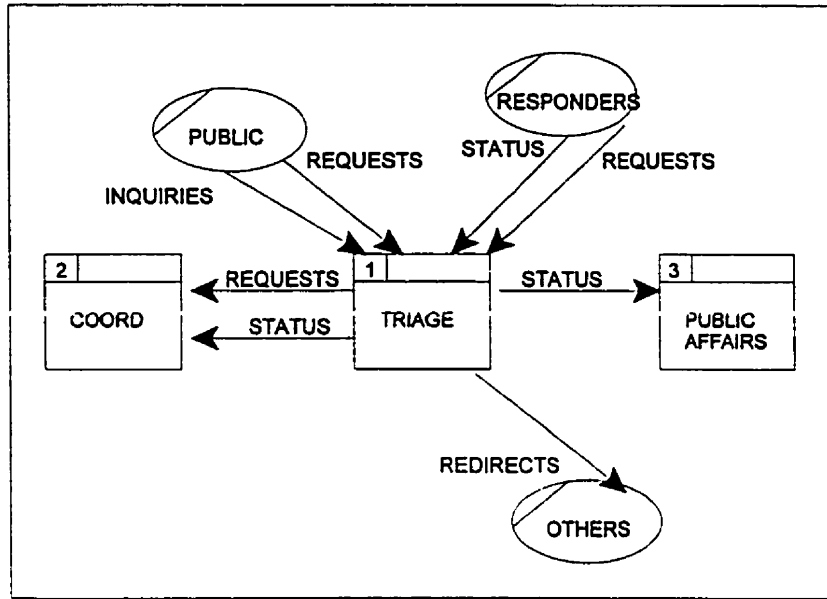 PUBLIC
RESPONDERS
REQUESTS
STATUS
REQUESTS
INQUIRIES
2
REQUESTS
1
STATUS
3
COORD
STATUS
TRIAGE
PUBLIC
AFFAIRS
REDIRECTS
OTHERS